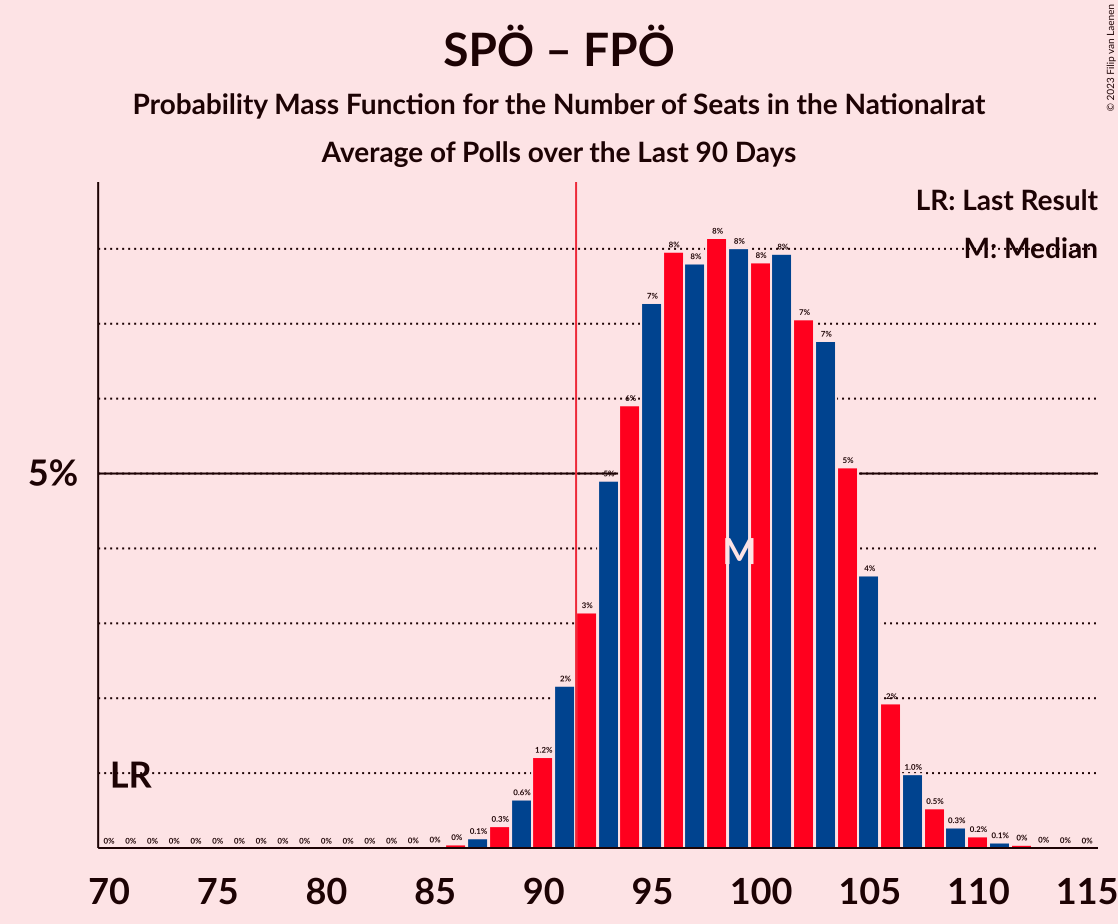 SPÖ – FPÖ
Probability Mass Function for the Number of Seats in the Nationalrat
Average of Polls over the Last 90 Days
© 2023 Filip van Laenen
LR: Last Result
M: Median
5%
LR
M
0% 0% 0% 0% 0% 0% 0% 0% 0% 0% 0% 0% 0% 0% 0% 0% 0% 0.1% 0.3% 0.6% 1.2% 2% 3% 5% 6% 7% 8% 8% 8% 8% 8% 8% 7% 7% 5% 4% 2% 1.0% 0.5% 0.3% 0.2% 0.1% 0% 0% 0% 0%
70 75 80 85 90 95 100 105 110 115